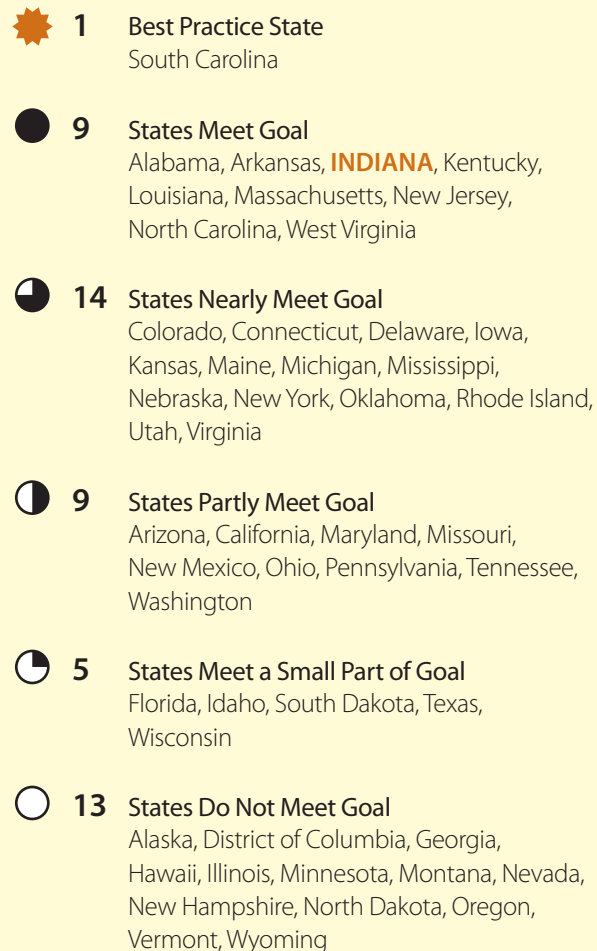 1 Best Practice State
South Carolina
9 States Meet Goal
Alabama, Arkansas, INDIANA, Kentucky,
Louisiana, Massachusetts, New Jersey,
North Carolina, West Virginia
14 States Nearly Meet Goal
Colorado, Connecticut, Delaware, Iowa,
Kansas, Maine, Michigan, Mississippi,
Nebraska, New York, Oklahoma, Rhode Island,
Utah, Virginia
9 States Partly Meet Goal
Arizona, California, Maryland, Missouri,
New Mexico, Ohio, Pennsylvania, Tennessee,
Washington
5 States Meet a Small Part of Goal
Florida, Idaho, South Dakota, Texas,
Wisconsin
13 States Do Not Meet Goal
Alaska, District of Columbia, Georgia,
Hawaii, Illinois, Minnesota, Montana, Nevada,
New Hampshire, North Dakota, Oregon,
Vermont, Wyoming